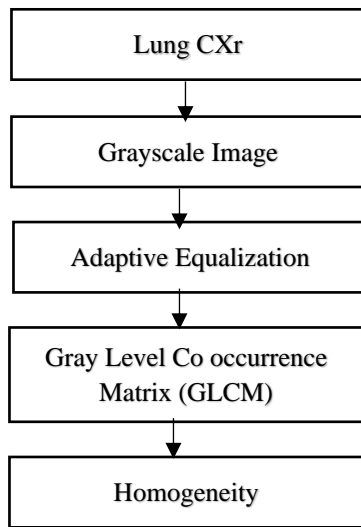 Lung CXr
Grayscale Image
Adaptive Equalization
Gray Level Co occurrence
Matrix (GLCM)
Homogeneity